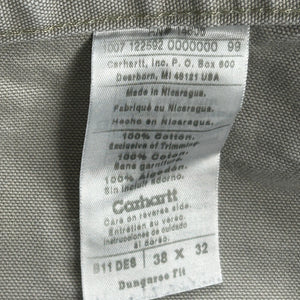 RN# 14806
1007 122592 0000000 99
Carhartt, Inc. P.O. Box 600
Dearborn, MI 48121 USA
Made in Nicaragua.
Fabriqué au Nicaragua.
Hecho en Nicaragua.
100% Cotton.
Exclusive of Trimming
100% Coton.
Sans garniture.
100% Algodón.
Sin incluir adorno.
Carhartt
Care on reverse side.
Entretien au verso.
Instrucciones de cuidado
al dorso.
B11 DES 38 X 32
Dungaree Fit